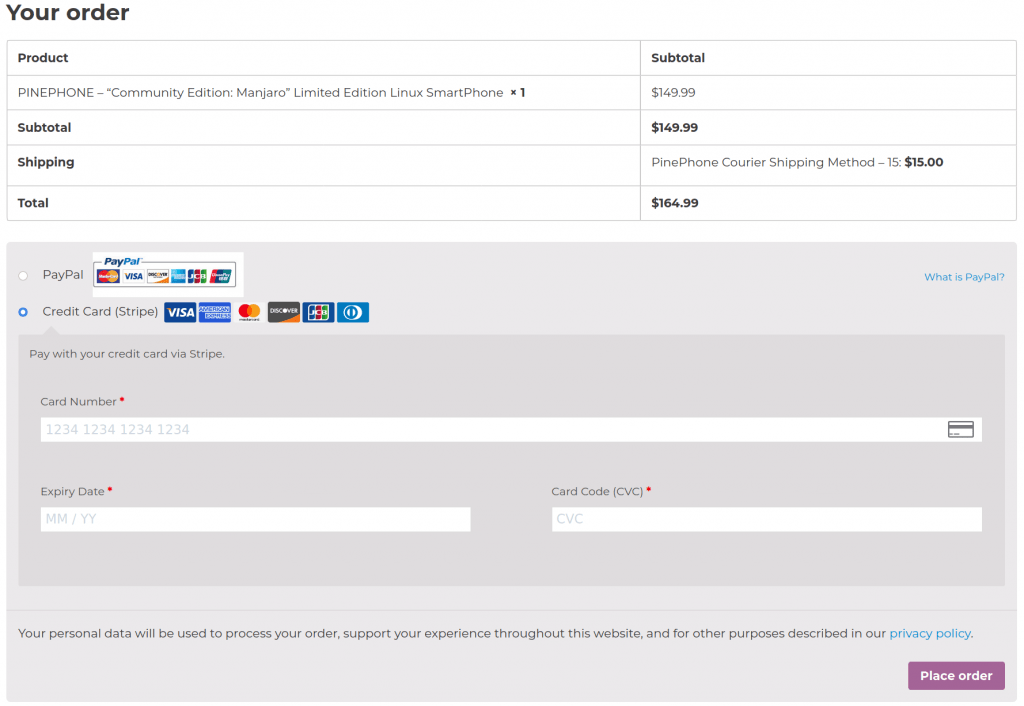 Your order
Product Subtotal
PINEPHONE – “Community Edition: Manjaro” Limited Edition Linux SmartPhone × 1 $149.99
Subtotal $149.99
Shipping PinePhone Courier Shipping Method – 15: $15.00
Total $164.99
PayPal PayPal MasterCard VISA DISCOVER JCB What is PayPal?
Credit Card (Stripe) VISA AMERICAN EXPRESS mastercard DISCOVER JCB
Pay with your credit card via Stripe.
Card Number *
1234 1234 1234 1234
Expiry Date * Card Code (CVC) *
MM / YY CVC
Your personal data will be used to process your order, support your experience throughout this website, and for other purposes described in our privacy policy.
Place order